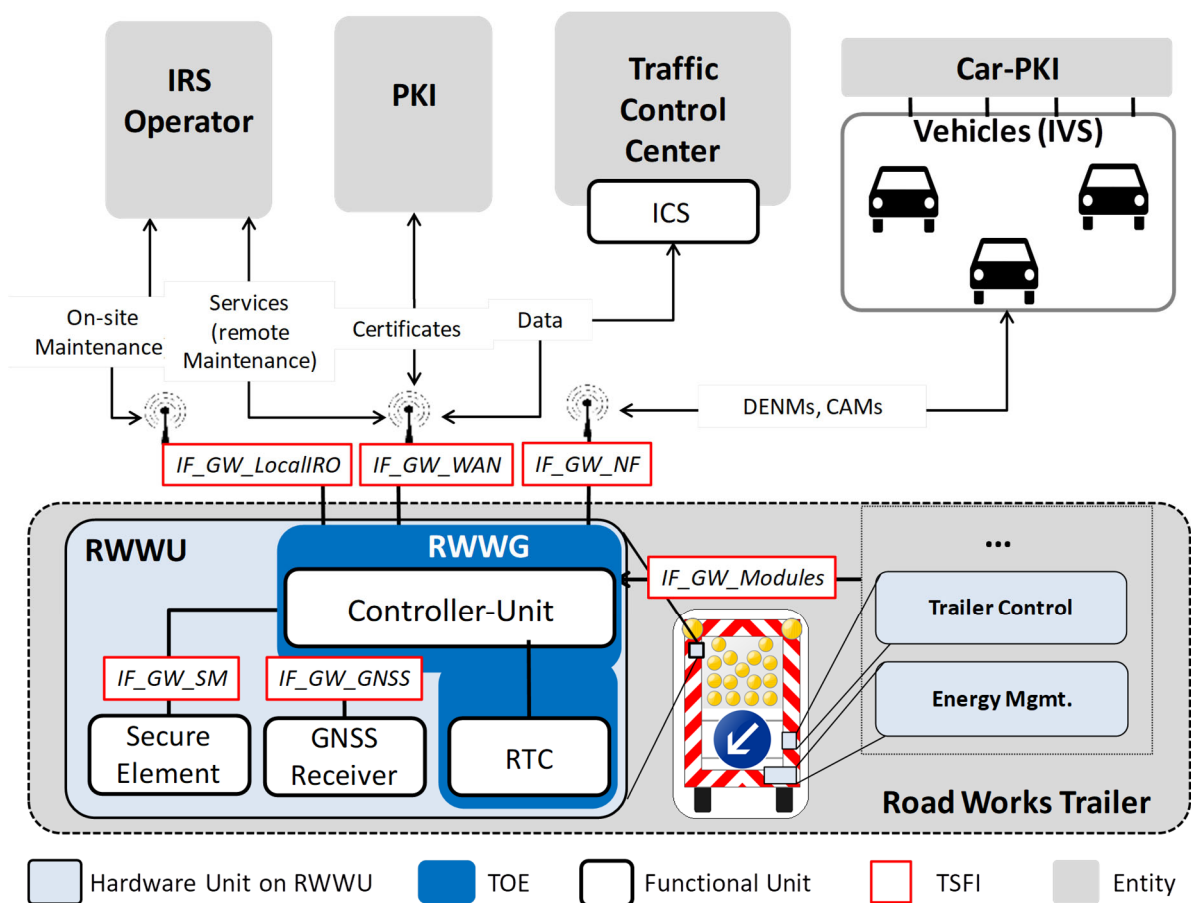 IRS
Operator
PKI
Traffic
Control
Center
ICS
Car-PKI
Vehicles (IVS)
On-site
Maintenance
Services
(remote
Maintenance)
Certificates
Data
DENMs, CAMs
IF_GW_LocalIRO
IF_GW_WAN
IF_GW_NF
RWWU
RWWG
Controller-Unit
IF_GW_Modules
...
Trailer Control
Energy Mgmt.
IF_GW_SM
IF_GW_GNSS
Secure
Element
GNSS
Receiver
RTC
Road Works Trailer
Hardware Unit on RWWU
TOE
Functional Unit
TSFI
Entity